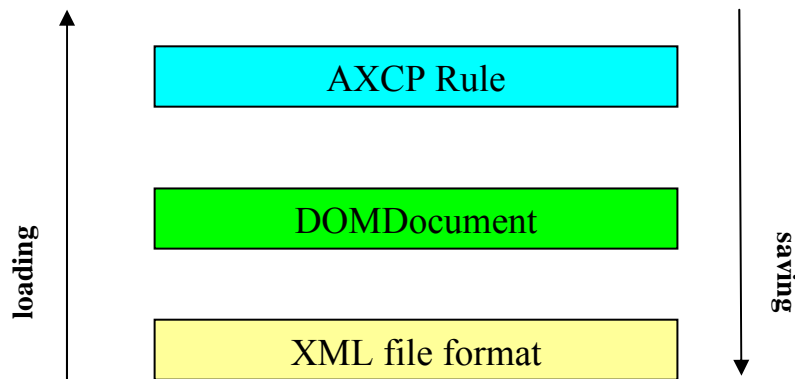 AXCP Rule
DOMDocument
loading
saving
XML file format